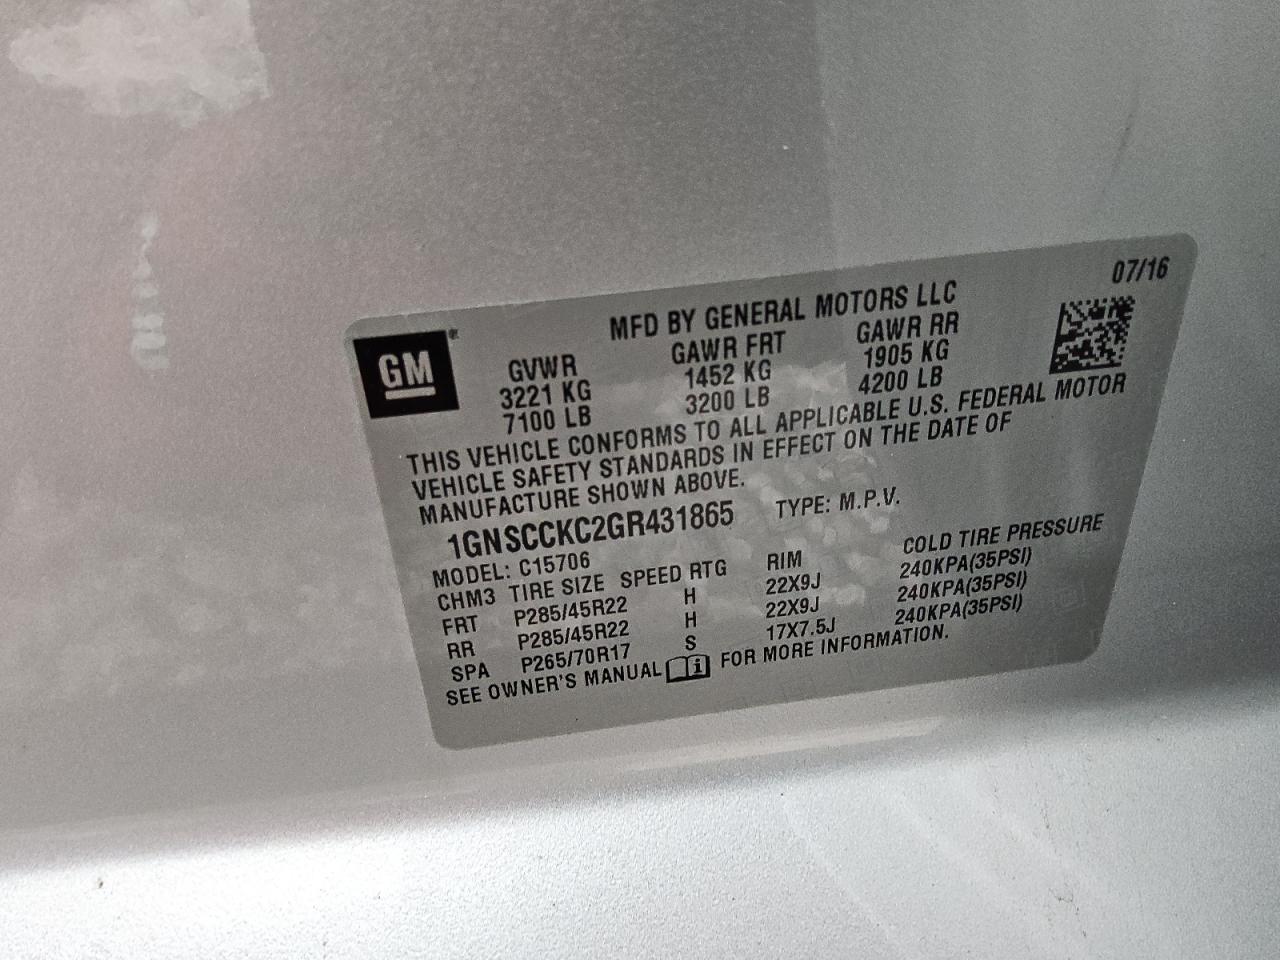 07/16
MFD BY GENERAL MOTORS LLC
GM
GVWR GAWR FRT GAWR RR
3221 KG 1452 KG 1905 KG
7100 LB 3200 LB 4200 LB
THIS VEHICLE CONFORMS TO ALL APPLICABLE U.S. FEDERAL MOTOR
VEHICLE SAFETY STANDARDS IN EFFECT ON THE DATE OF
MANUFACTURE SHOWN ABOVE.
1GNSCCKC2GR431865 TYPE: M.P.V.
MODEL: C15706
CHM3 TIRE SIZE SPEED RTG RIM COLD TIRE PRESSURE
FRT P285/45R22 H 22X9J 240KPA(35PSI)
RR P285/45R22 H 22X9J 240KPA(35PSI)
SPA P265/70R17 S 17X7.5J 240KPA(35PSI)
SEE OWNER'S MANUAL i FOR MORE INFORMATION.